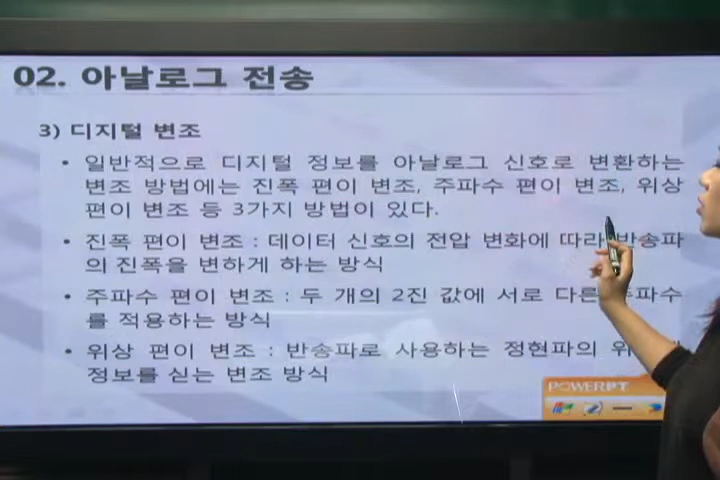 02. 아날로그 전송
3) 디지털 변조
• 일반적으로 디지털 정보를 아날로그 신호로 변환하는
변조 방법에는 진폭 편이 변조, 주파수 편이 변조, 위상
편이 변조 등 3가지 방법이 있다.
• 진폭 편이 변조 : 데이터 신호의 전압 변화에 따라 반송파
의 진폭을 변하게 하는 방식
• 주파수 편이 변조 : 두 개의 2진 값에 서로 다른 주파수
를 적용하는 방식
• 위상 편이 변조 : 반송파로 사용하는 정현파의
정보를 싣는 변조 방식
POWERPT